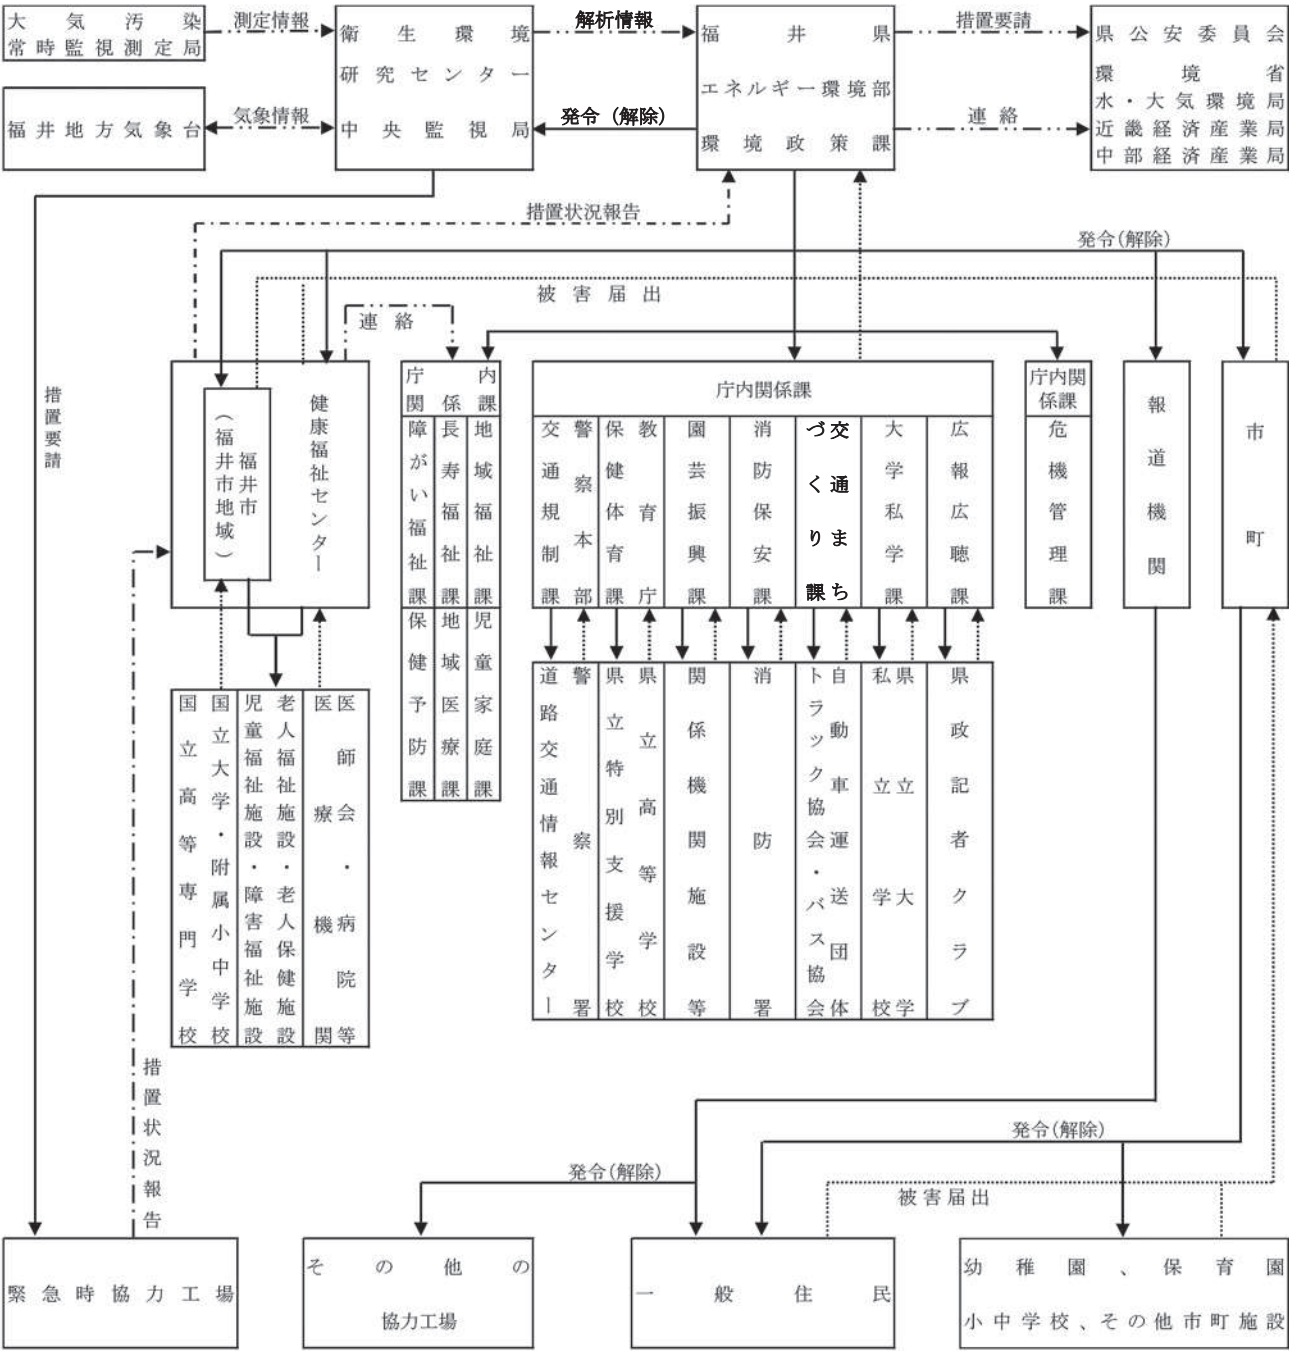 大気汚染
常時監視測定局
測定情報
衛生環境
研究センター
中央監視局
解析情報
福井県
エネルギー環境部
環境政策課
措置要請
県公安委員会
環境省
水・大気環境局
近畿経済産業局
中部経済産業局
福井地方気象台
気象情報
発令（解除）
連絡
措置状況報告
発令(解除)
被害届出
連絡
措置要請
福井市
（福井市地域）
健康福祉センター
庁内
関係課
障がい福祉課
長寿福祉課
地域福祉課
保健予防課
地域医療課
児童家庭課
庁内関係課
警察本部
交通規制課
教育庁
保健体育課
園芸振興課
消防保安課
交通まち
づくり課
大学私学課
広報広聴課
庁内関
係課
危機管理課
報道機関
市町
国立大学・附属小中学校
国立高等専門学校
老人福祉施設・老人保健施設
児童福祉施設・障害福祉施設
医師会・病院等
医療機関
警察署
道路交通情報センター
県立高等学校
県立特別支援学校
関係機関施設等
消防署
自動車運送団体
トラック協会・バス協会
県立大学
私立学校
県政記者クラブ
措置状況報告
発令(解除)
発令(解除)
被害届出
緊急時協力工場
その他の
協力工場
一般住民
幼稚園、保育園
小中学校、その他市町施設